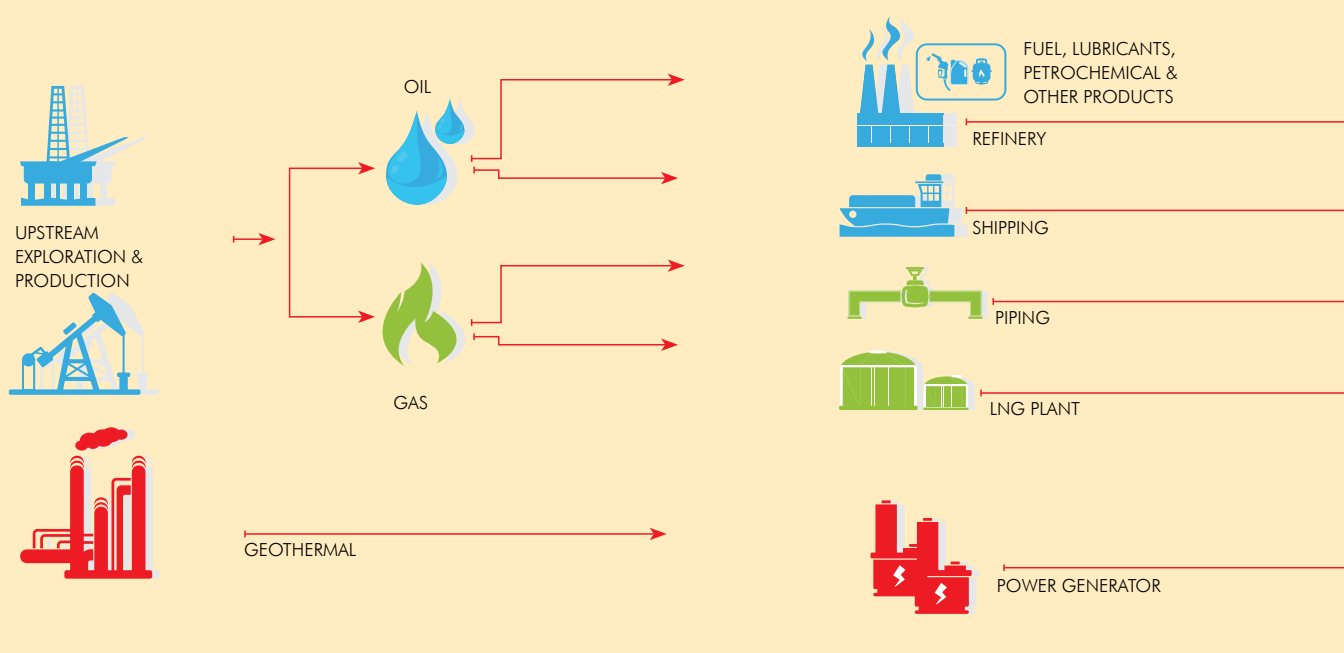 UPSTREAM
EXPLORATION &
PRODUCTION
OIL
GAS
GEOTHERMAL
FUEL, LUBRICANTS,
PETROCHEMICAL &
OTHER PRODUCTS
REFINERY
SHIPPING
PIPING
LNG PLANT
POWER GENERATOR